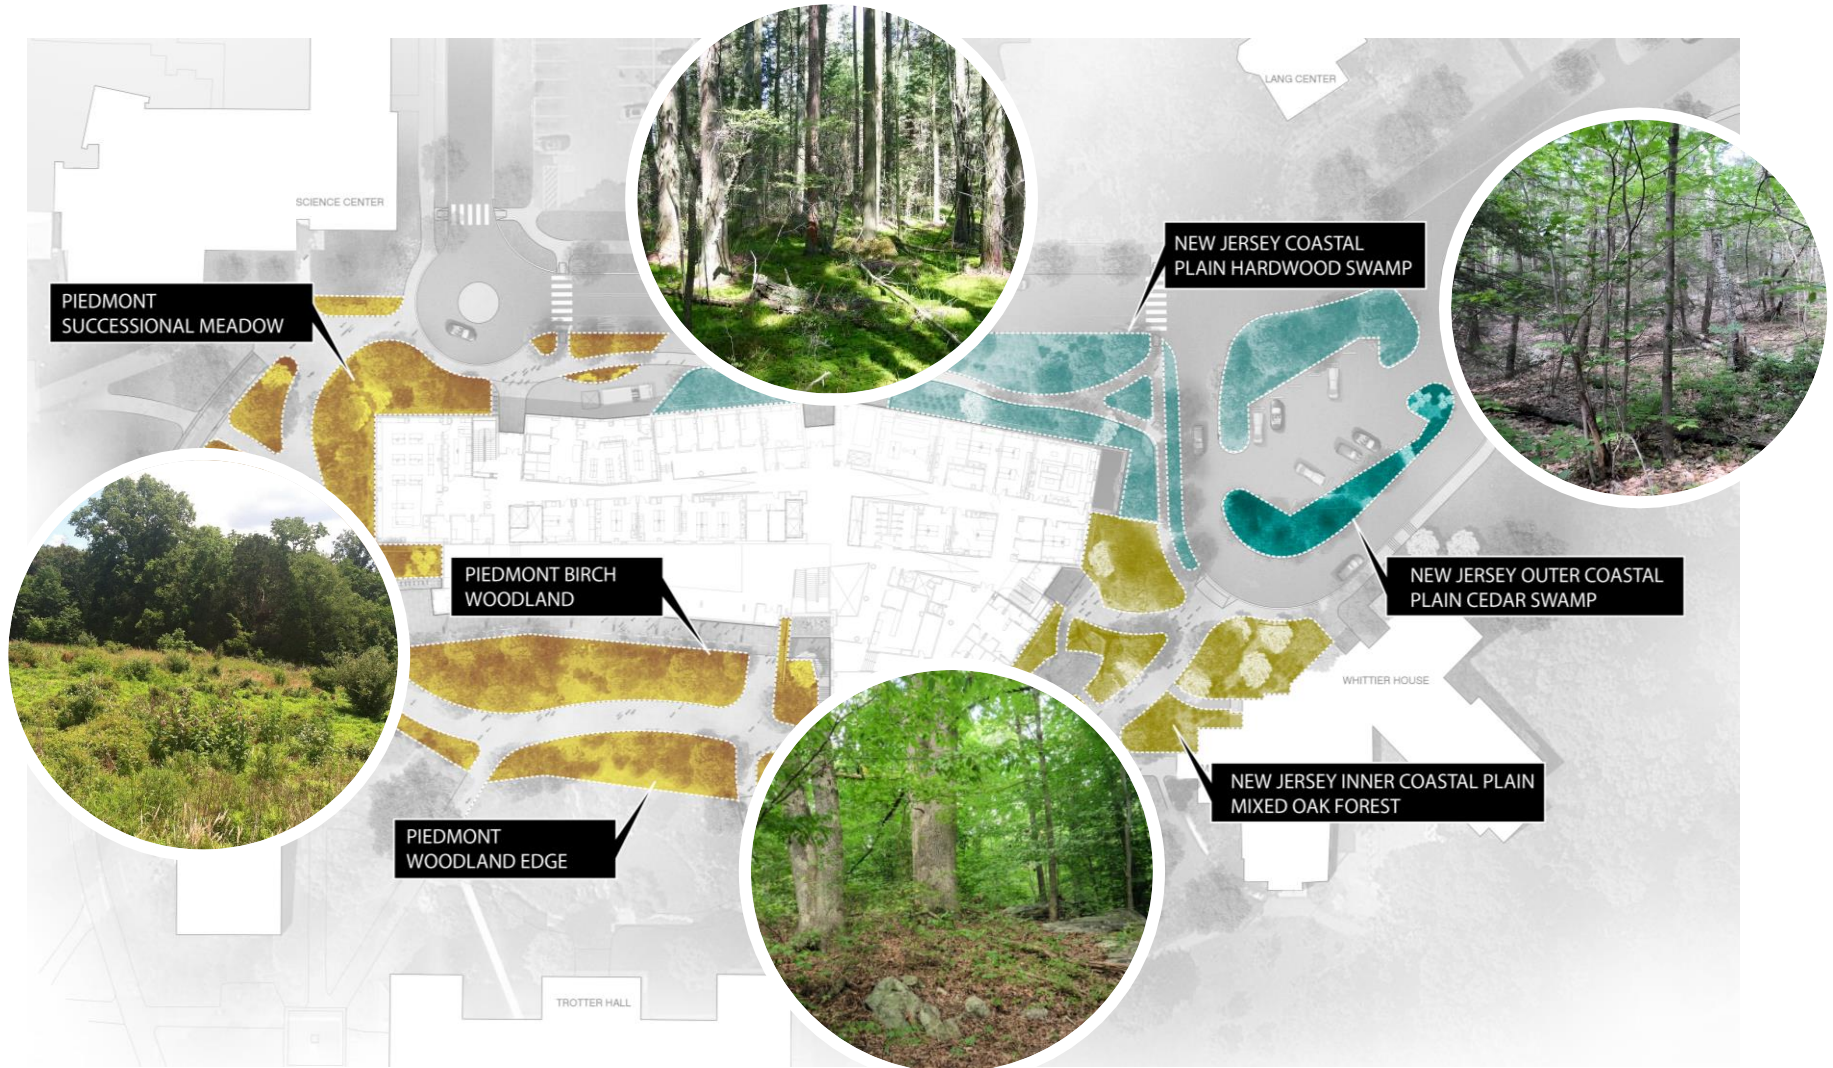 LANG CENTER
SCIENCE CENTER
NEW JERSEY COASTAL
PLAIN HARDWOOD SWAMP
PIEDMONT
SUCCESSIONAL MEADOW
PIEDMONT BIRCH
WOODLAND
NEW JERSEY OUTER COASTAL
PLAIN CEDAR SWAMP
WHITTIER HOUSE
NEW JERSEY INNER COASTAL PLAIN
MIXED OAK FOREST
PIEDMONT
WOODLAND EDGE
TROTTER HALL